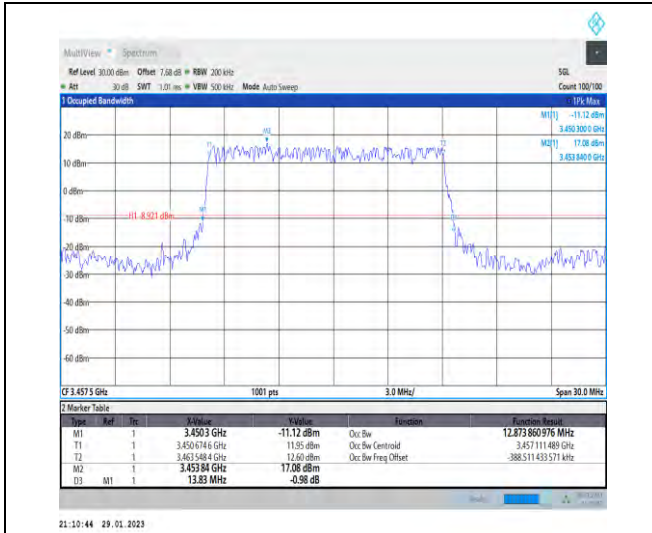 MultiView Spectrum
Ref Level 30.00 dBm Offset 7.68 dB RBW 200 kHz SGL
Att 30 dB SWT 1.01 ms VBW 500 kHz Mode Auto Sweep Count 100/100
1 Occupied Bandwidth 1Pk Max
M1[1] -11.12 dBm
3.450 300 0 GHz
M2[1] 17.08 dBm
3.453 840 0 GHz
20 dBm
M2
T1
T2
10 dBm
0 dBm
M1
-10 dBm
H1 -8.921 dBm
-20 dBm
-30 dBm
-40 dBm
-50 dBm
-60 dBm
CF 3.457 5 GHz 1001 pts 3.0 MHz/ Span 30.0 MHz
2 Marker Table
Type Ref Trc X-Value Y-Value Function Function Result
M1 1 3.450 3 GHz -11.12 dBm Occ Bw 12.873 860 976 MHz
T1 1 3.450 674 6 GHz 11.95 dBm Occ Bw Centroid 3.457 111 489 GHz
T2 1 3.463 548 4 GHz 12.60 dBm Occ Bw Freq Offset -388.511 433 571 kHz
M2 1 3.453 84 GHz 17.08 dBm
D3 M1 1 13.83 MHz -0.98 dB
21:10:44 29.01.2023